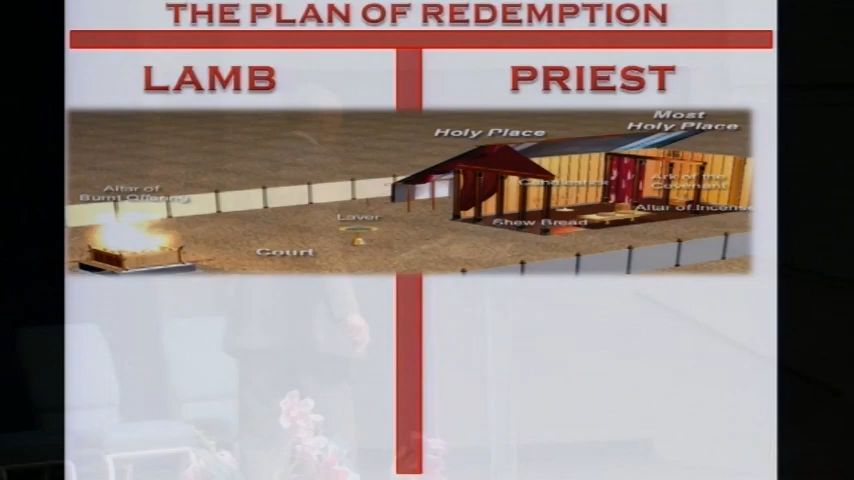 THE PLAN OF REDEMPTION
LAMB
PRIEST
Most
Holy Place
Holy Place
Altar of
Burnt Offering
Candlestick
Ark of the
Covenant
Altar of Incense
Laver
Shew Bread
Court